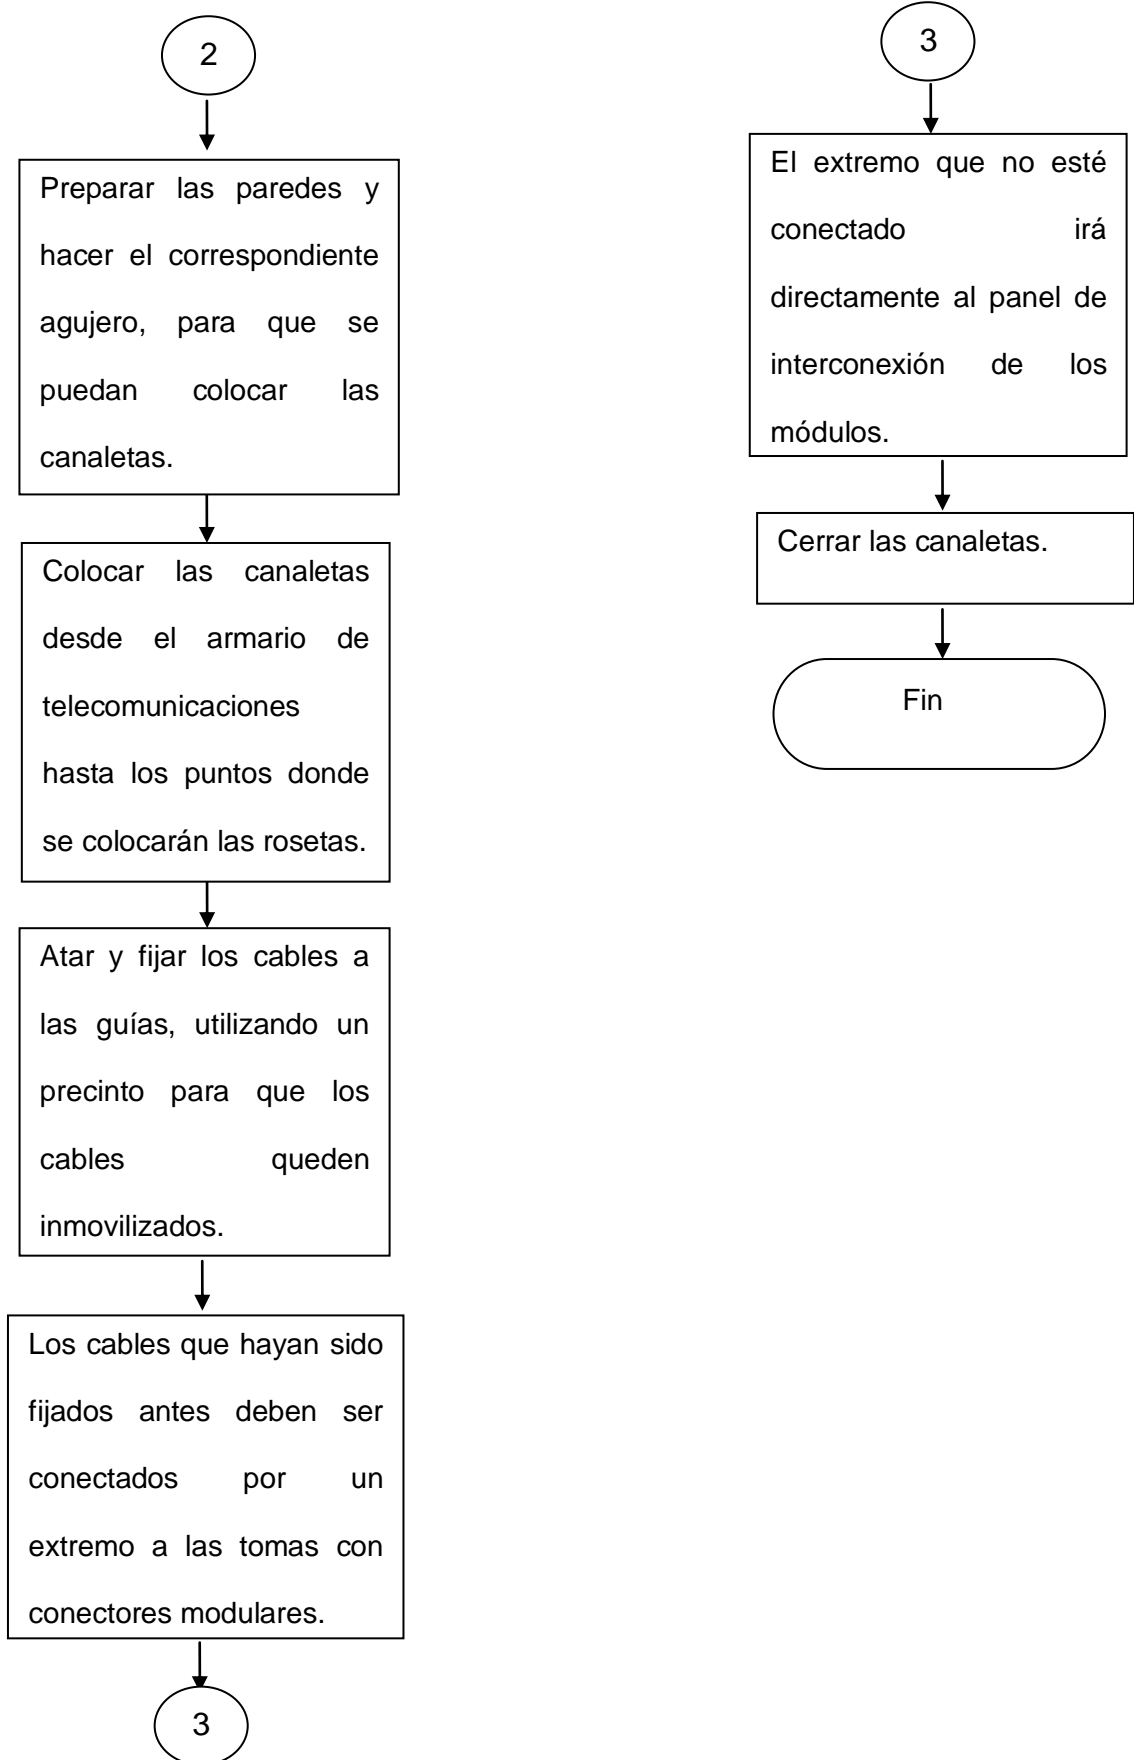 2
Preparar las paredes y
hacer el correspondiente
agujero, para que se
puedan colocar las
canaletas.
Colocar las canaletas
desde el armario de
telecomunicaciones
hasta los puntos donde
se colocarán las rosetas.
Atar y fijar los cables a
las guías, utilizando un
precinto para que los
cables queden
inmovilizados.
Los cables que hayan sido
fijados antes deben ser
conectados por un
extremo a las tomas con
conectores modulares.
3
3
El extremo que no esté
conectado irá
directamente al panel de
interconexión de los
módulos.
Cerrar las canaletas.
Fin